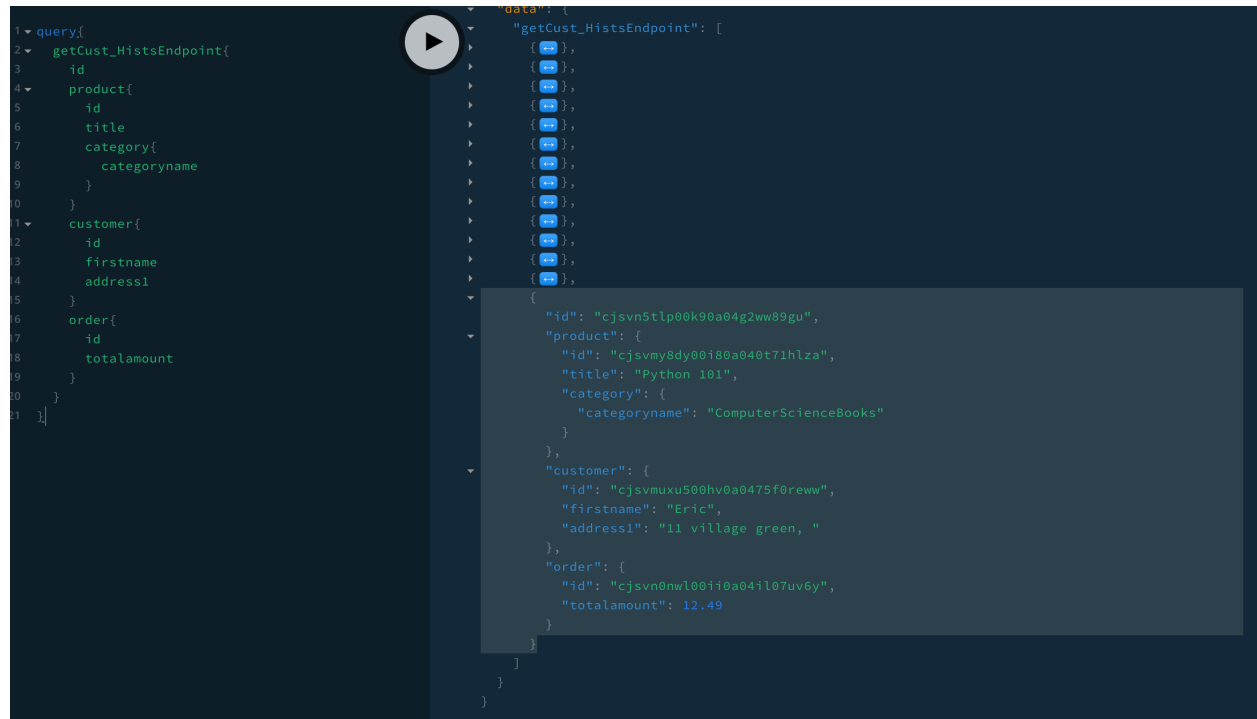 1 query{
2 getCust_HistsEndpoint{
3 id
4 product{
5 id
6 title
7 category{
8 categoryname
9 }
10 }
11 customer{
12 id
13 firstname
14 address1
15 }
16 order{
17 id
18 totalamount
19 }
20 }
21 }
"data": {
"getCust_HistsEndpoint": [
{↔},
{↔},
{↔},
{↔},
{↔},
{↔},
{↔},
{↔},
{↔},
{↔},
{↔},
{↔},
{↔},
{
"id": "cjsvn5tlp00k90a04g2ww89gu",
"product": {
"id": "cjsvmy8dy00i80a040t71hlza",
"title": "Python 101",
"category": {
"categoryname": "ComputerScienceBooks"
}
},
"customer": {
"id": "cjsvmuxu500hv0a0475f0reww",
"firstname": "Eric",
"address1": "11 village green, "
},
"order": {
"id": "cjsvn0nwl00ii0a04il07uv6y",
"totalamount": 12.49
}
}
]
}
}